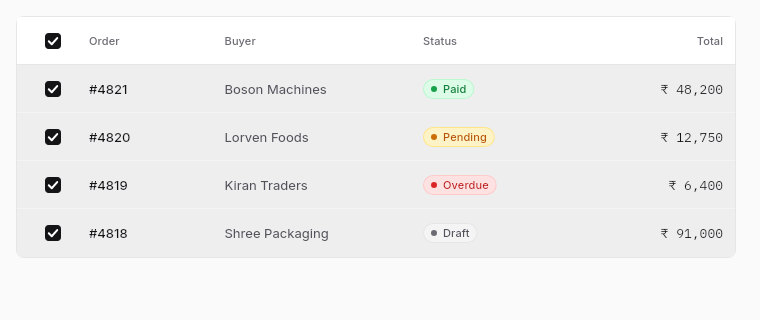 Order Buyer Status Total
#4821 Boson Machines Paid ₹ 48,200
#4820 Lorven Foods Pending ₹ 12,750
#4819 Kiran Traders Overdue ₹ 6,400
#4818 Shree Packaging Draft ₹ 91,000